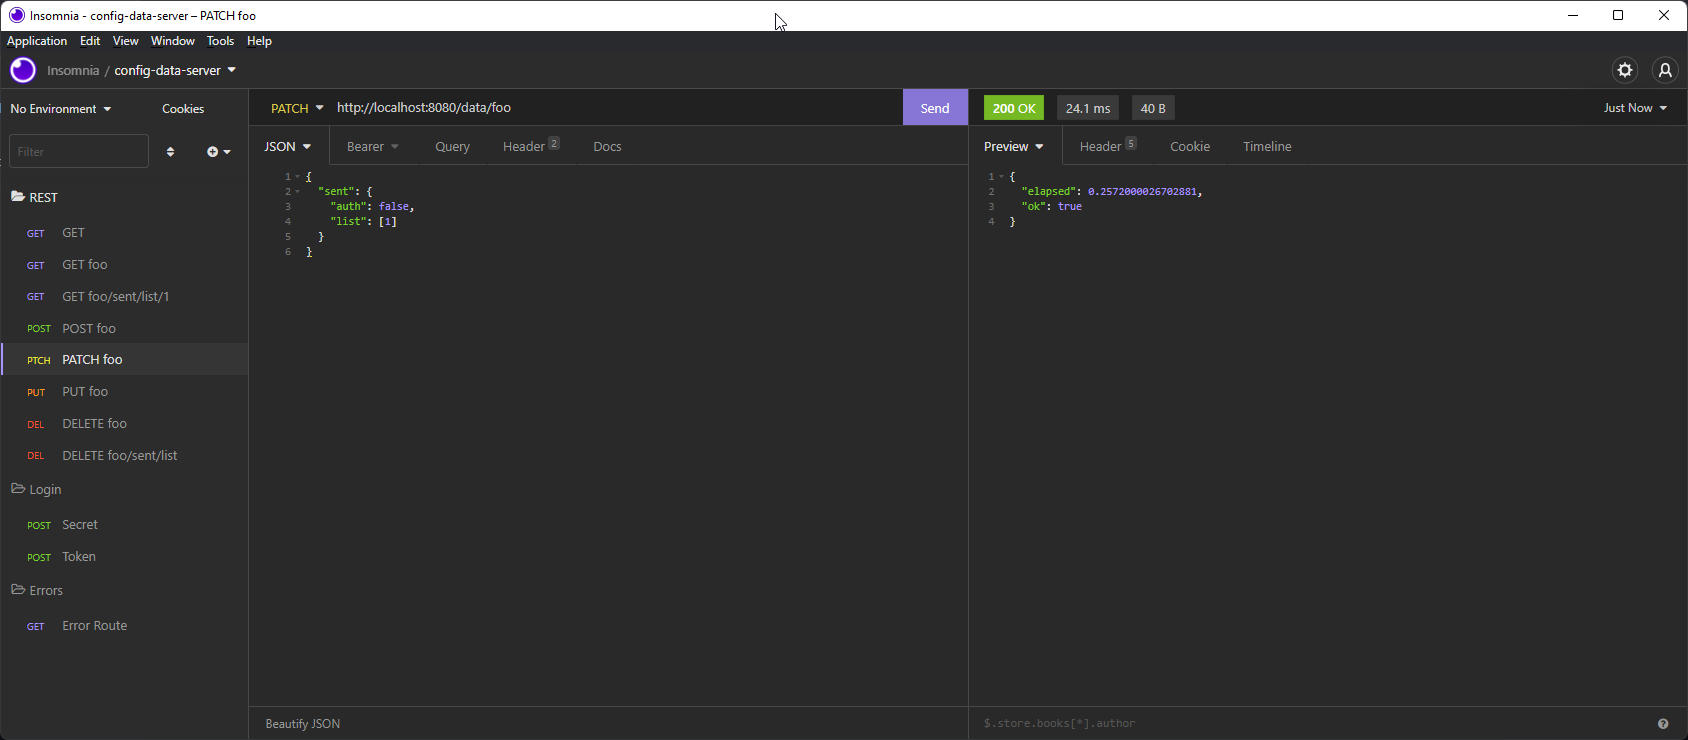 Insomnia - config-data-server – PATCH foo
Application Edit View Window Tools Help
Insomnia / config-data-server
No Environment Cookies
Filter
REST
GET GET
GET GET foo
GET GET foo/sent/list/1
POST POST foo
PTCH PATCH foo
PUT PUT foo
DEL DELETE foo
DEL DELETE foo/sent/list
Login
POST Secret
POST Token
Errors
GET Error Route
PATCH http://localhost:8080/data/foo Send
JSON Bearer Query Header 2 Docs
1 {
2 "sent": {
3 "auth": false,
4 "list": [1]
5 }
6 }
Beautify JSON
200 OK 24.1 ms 40 B Just Now
Preview Header 5 Cookie Timeline
1 {
2 "elapsed": 0.2572000026702881,
3 "ok": true
4 }
$.store.books[*].author